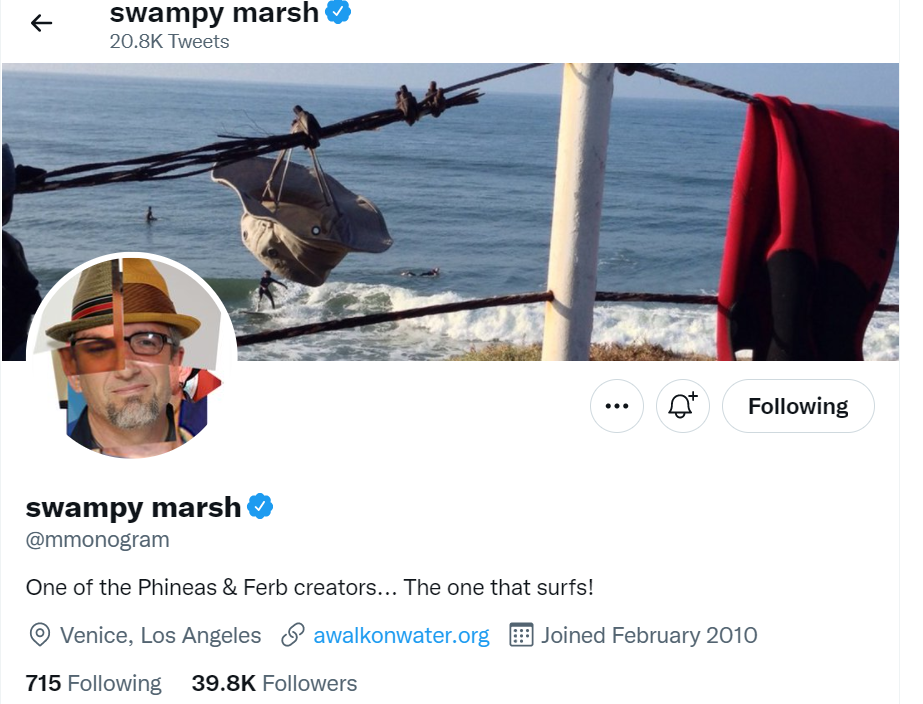 swampy marsh
20.8K Tweets
Following
swampy marsh
@mmonogram
One of the Phineas & Ferb creators... The one that surfs!
Venice, Los Angeles awalkonwater.org Joined February 2010
715 Following 39.8K Followers